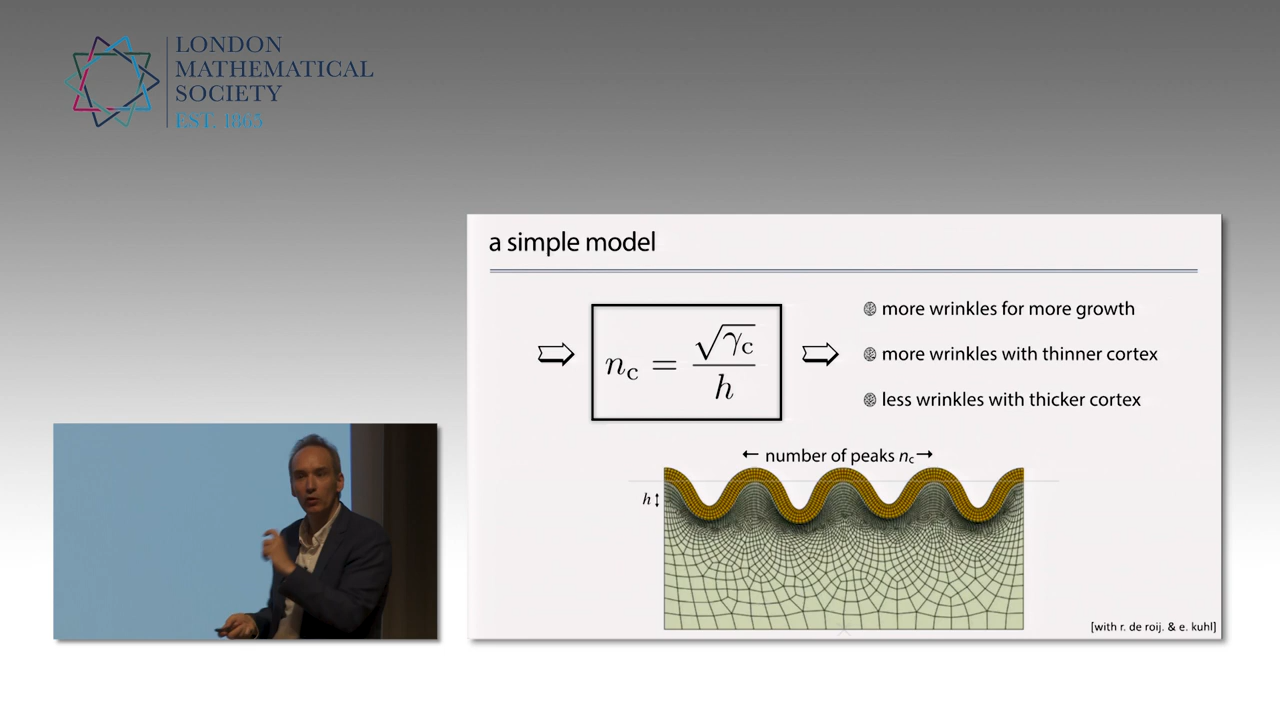 LONDON
MATHEMATICAL
SOCIETY
EST. 1865
a simple model
⇨ n_c = √γ_c / h ⇨
more wrinkles for more growth
more wrinkles with thinner cortex
less wrinkles with thicker cortex
← number of peaks n_c →
h ↕
[with r. de roij. & e. kuhl]